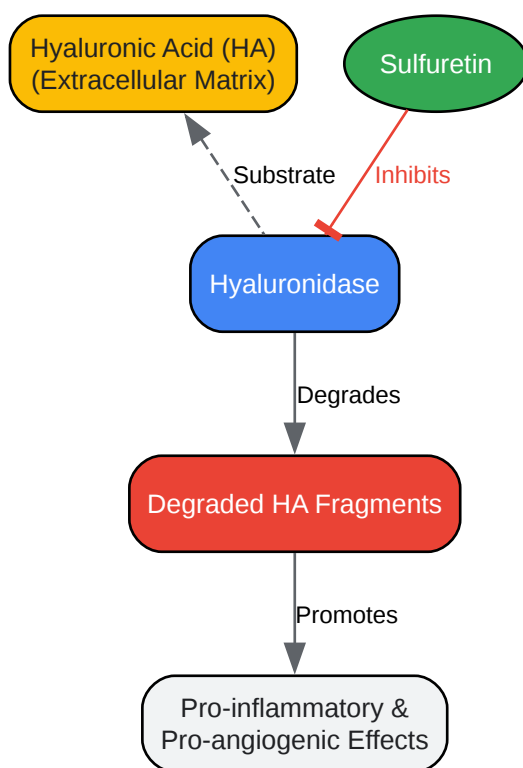 Hyaluronic Acid (HA)
(Extracellular Matrix)
Sulfuretin
Substrate
Inhibits
Hyaluronidase
Degrades
Degraded HA Fragments
Promotes
Pro-inflammatory &
Pro-angiogenic Effects